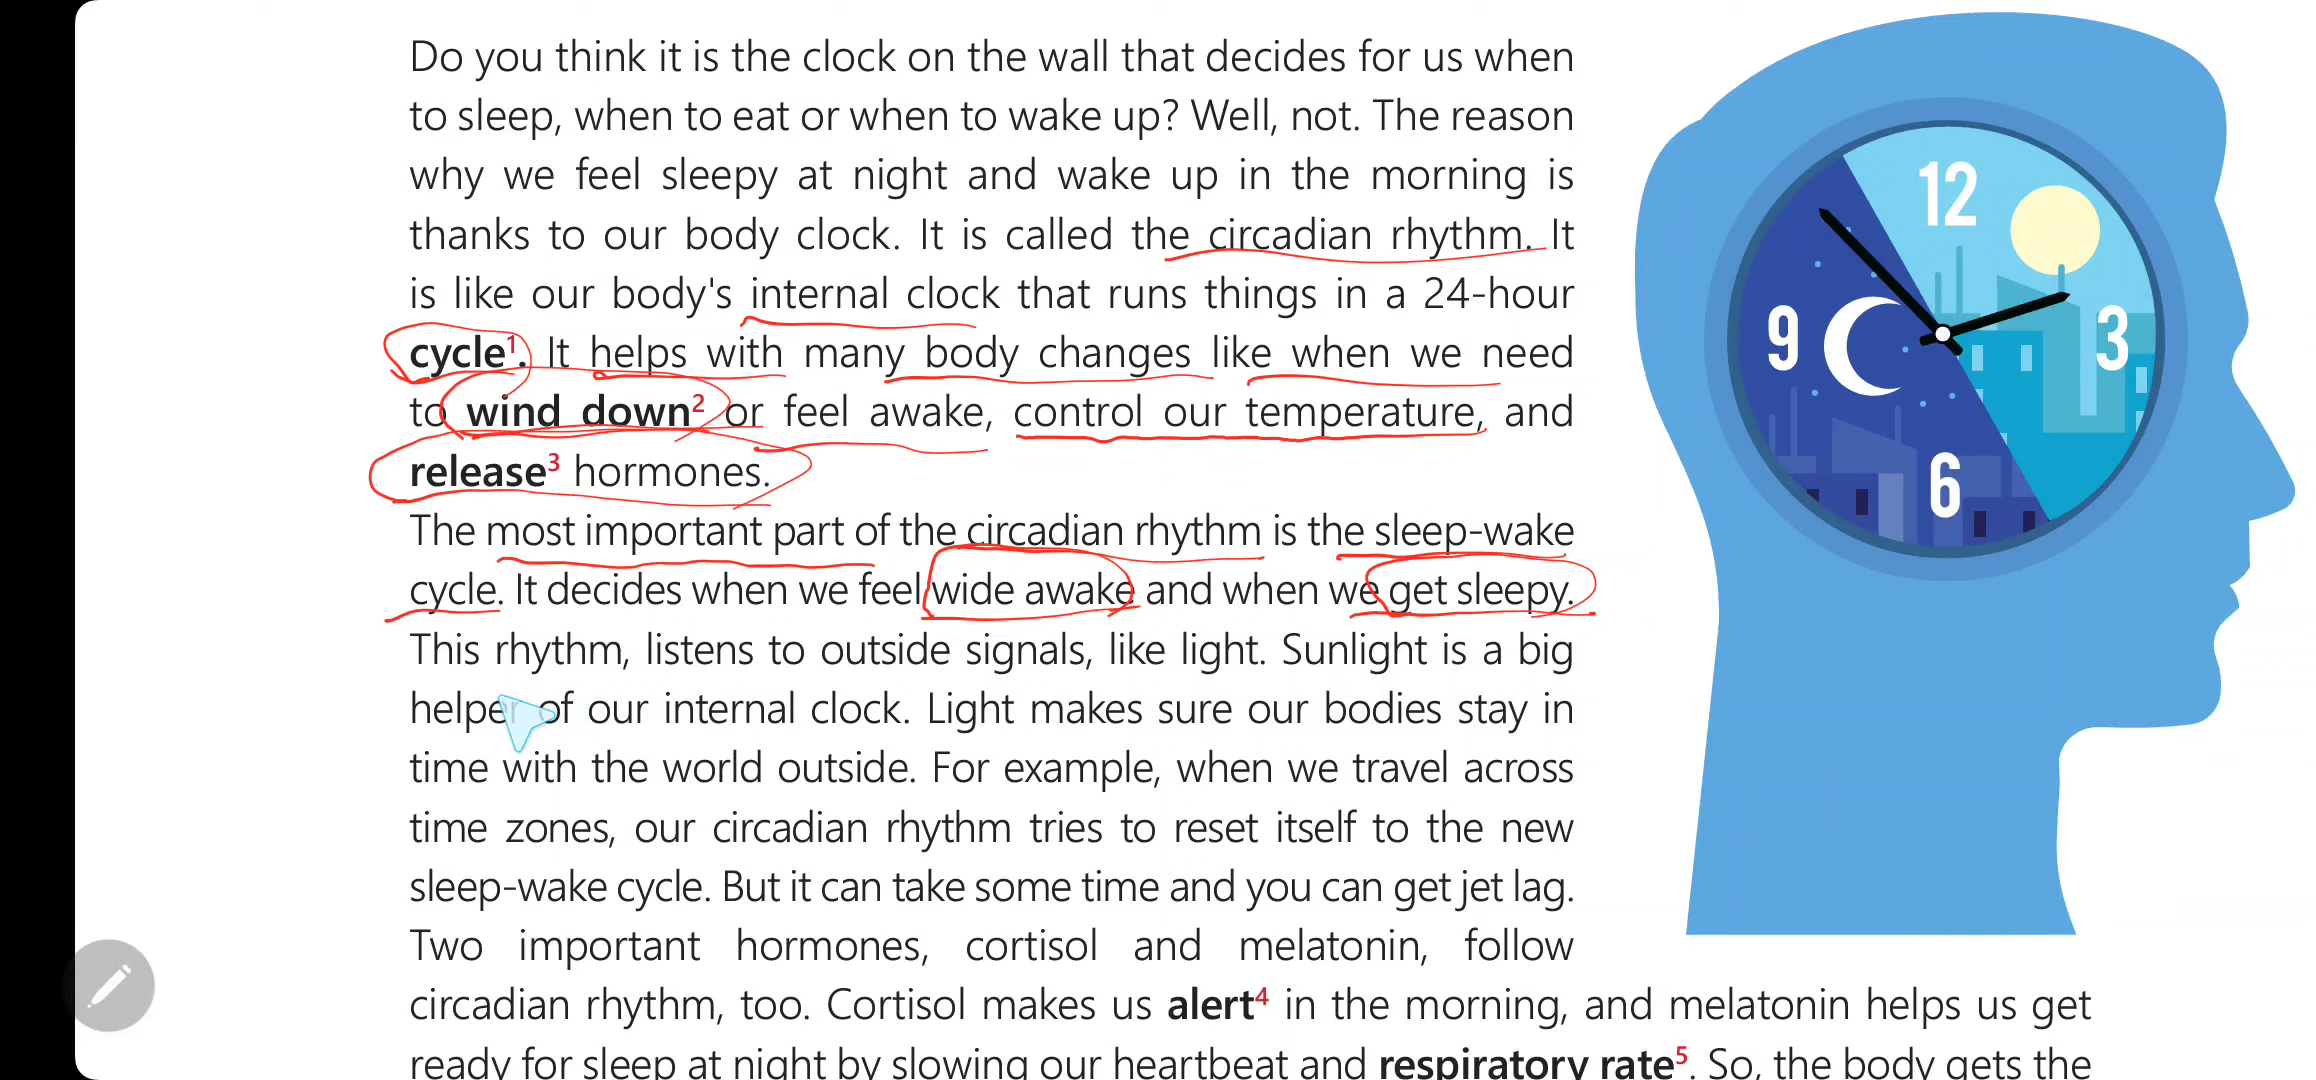 Do you think it is the clock on the wall that decides for us when
to sleep, when to eat or when to wake up? Well, not. The reason
why we feel sleepy at night and wake up in the morning is
thanks to our body clock. It is called the circadian rhythm. It
is like our body's internal clock that runs things in a 24-hour
cycle¹. It helps with many body changes like when we need
to wind down² or feel awake, control our temperature, and
release³ hormones.
The most important part of the circadian rhythm is the sleep-wake
cycle. It decides when we feel wide awake and when we get sleepy.
This rhythm, listens to outside signals, like light. Sunlight is a big
helper of our internal clock. Light makes sure our bodies stay in
time with the world outside. For example, when we travel across
time zones, our circadian rhythm tries to reset itself to the new
sleep-wake cycle. But it can take some time and you can get jet lag.
Two important hormones, cortisol and melatonin, follow
circadian rhythm, too. Cortisol makes us alert⁴ in the morning, and melatonin helps us get
ready for sleep at night by slowing our heartbeat and respiratory rate⁵. So, the body gets the
12
9
3
6